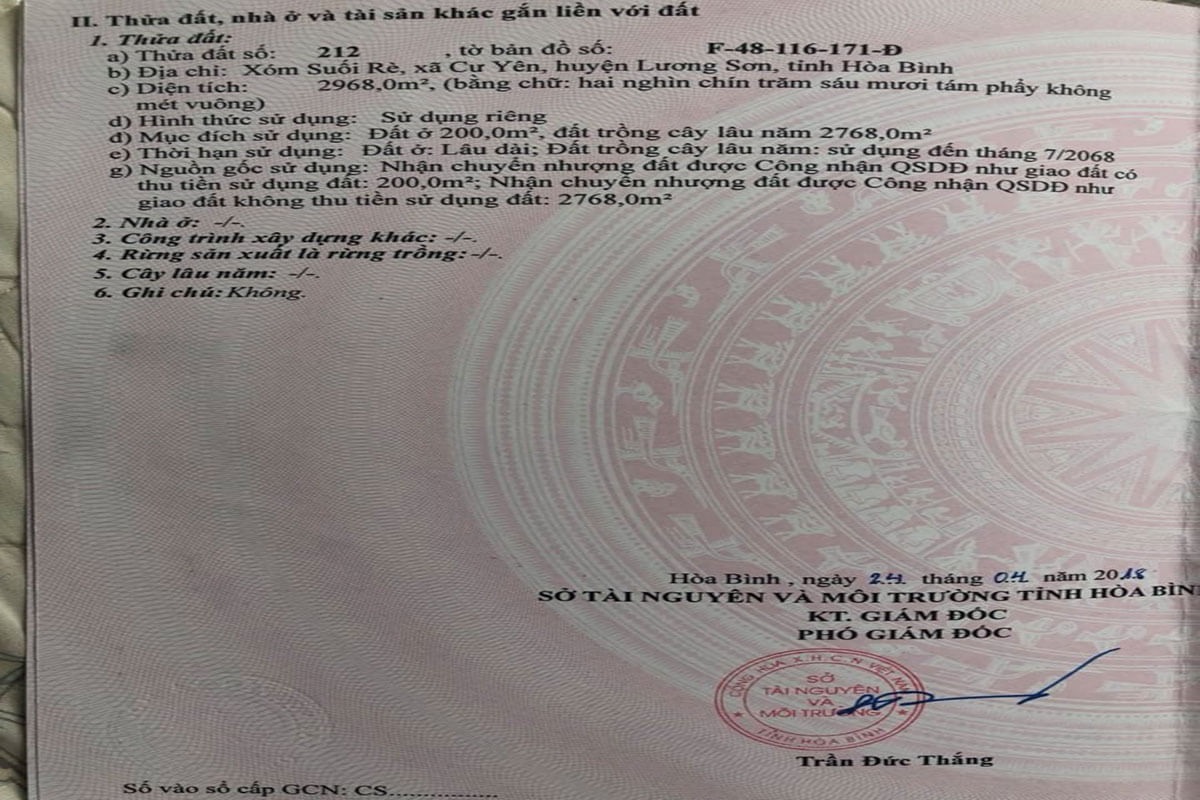 II. Thửa đất, nhà ở và tài sản khác gắn liền với đất
1. Thửa đất:
a) Thửa đất số: 212 , tờ bản đồ số: F-48-116-171-Đ
b) Địa chỉ: Xóm Suối Rè, xã Cư Yên, huyện Lương Sơn, tỉnh Hòa Bình
c) Diện tích: 2968,0m², (bằng chữ: hai nghìn chín trăm sáu mươi tám phẩy không
mét vuông)
d) Hình thức sử dụng: Sử dụng riêng
đ) Mục đích sử dụng: Đất ở 200,0m², đất trồng cây lâu năm 2768,0m²
e) Thời hạn sử dụng: Đất ở: Lâu dài; Đất trồng cây lâu năm: sử dụng đến tháng 7/2068
g) Nguồn gốc sử dụng: Nhận chuyển nhượng đất được Công nhận QSDĐ như giao đất có
thu tiền sử dụng đất: 200,0m²; Nhận chuyển nhượng đất được Công nhận QSDĐ như
giao đất không thu tiền sử dụng đất: 2768,0m²
2. Nhà ở: -/-.
3. Công trình xây dựng khác: -/-.
4. Rừng sản xuất là rừng trồng: -/-.
5. Cây lâu năm: -/-.
6. Ghi chú: Không.
Hòa Bình , ngày 24 tháng 04 năm 2018
SỞ TÀI NGUYÊN VÀ MÔI TRƯỜNG TỈNH HÒA BÌN
KT. GIÁM ĐỐC
PHÓ GIÁM ĐỐC
CỘNG HÒA X.H.C.N VIỆT NAM
SỞ
TÀI NGUYÊN
VÀ
MÔI TRƯỜNG
TỈNH HÒA BÌNH
Trần Đức Thắng
Số vào sổ cấp GCN: CS................